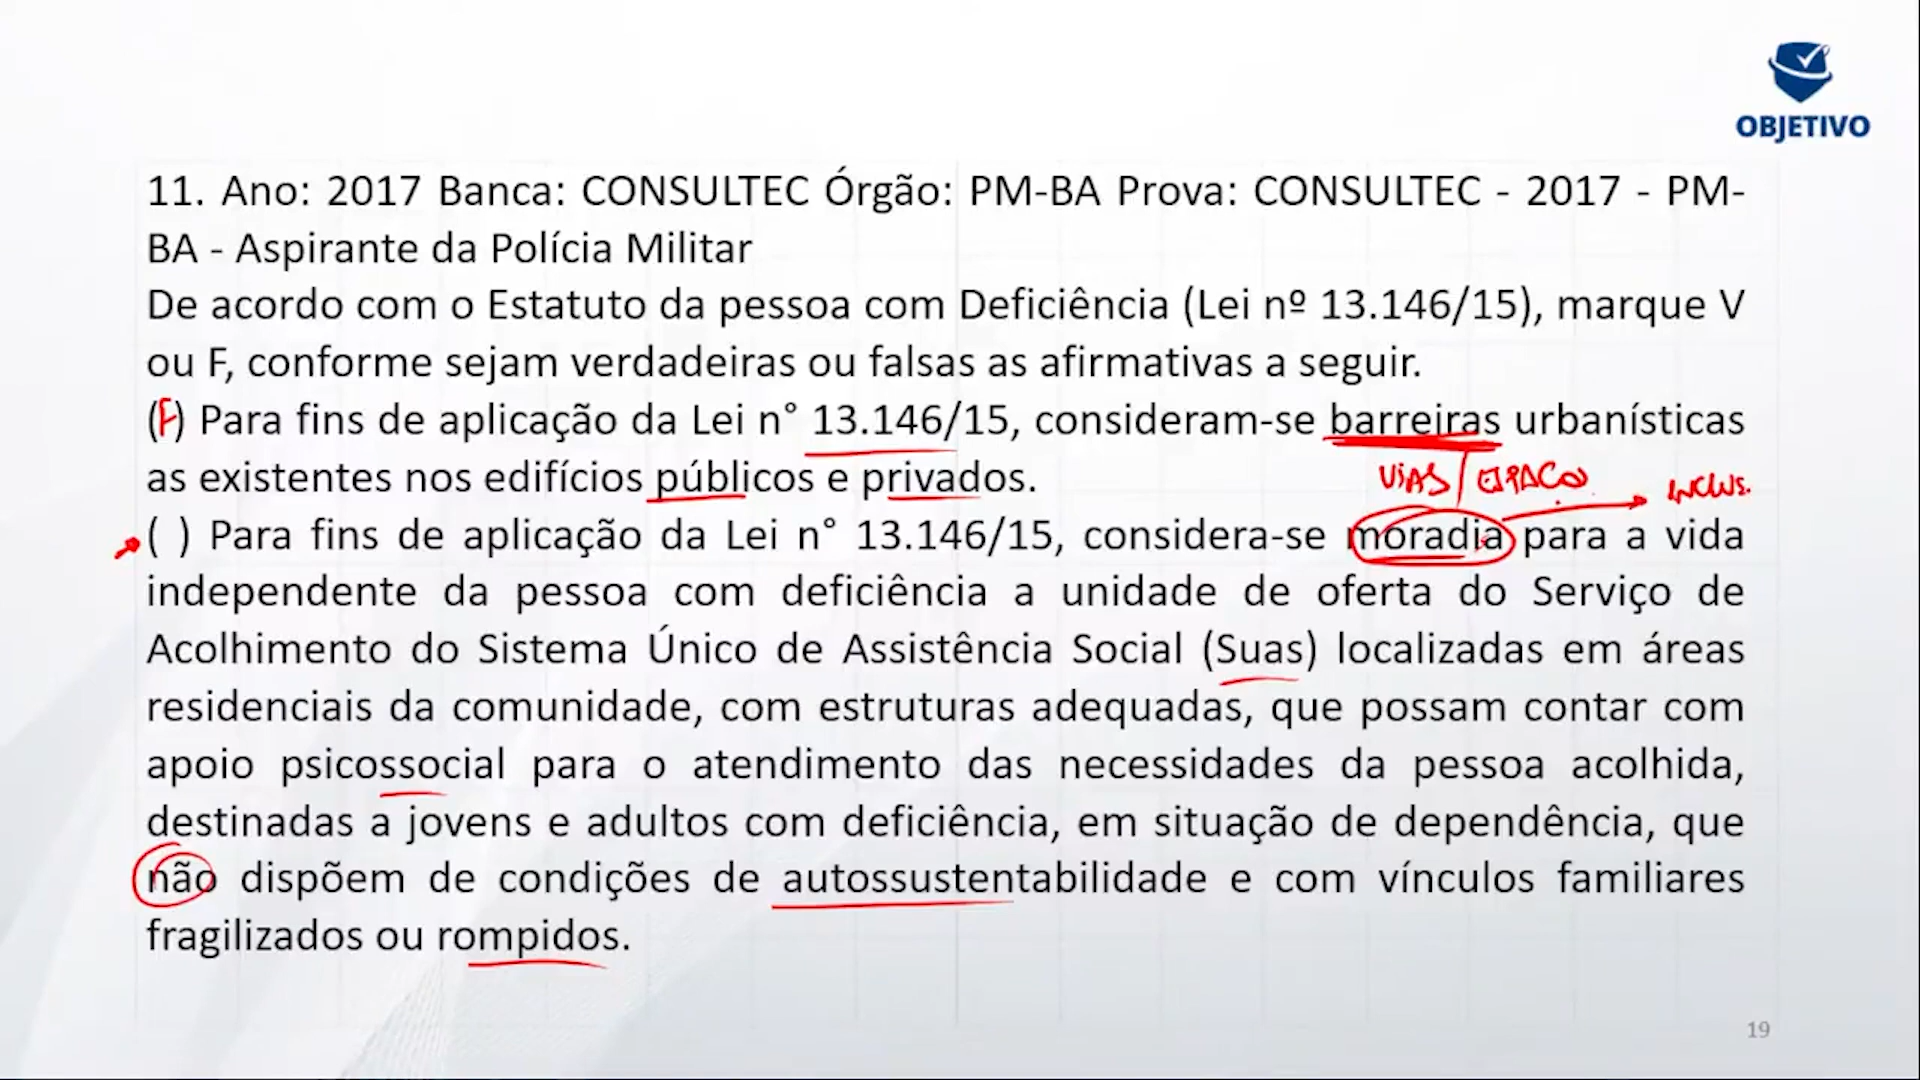 OBJETIVO
11. Ano: 2017 Banca: CONSULTEC Órgão: PM-BA Prova: CONSULTEC - 2017 - PM-
BA - Aspirante da Polícia Militar
De acordo com o Estatuto da pessoa com Deficiência (Lei nº 13.146/15), marque V
ou F, conforme sejam verdadeiras ou falsas as afirmativas a seguir.
(F) Para fins de aplicação da Lei n° 13.146/15, consideram-se barreiras urbanísticas
as existentes nos edifícios públicos e privados.
VIAS / ESPAÇO INCLUS.
( ) Para fins de aplicação da Lei n° 13.146/15, considera-se moradia para a vida
independente da pessoa com deficiência a unidade de oferta do Serviço de
Acolhimento do Sistema Único de Assistência Social (Suas) localizadas em áreas
residenciais da comunidade, com estruturas adequadas, que possam contar com
apoio psicossocial para o atendimento das necessidades da pessoa acolhida,
destinadas a jovens e adultos com deficiência, em situação de dependência, que
não dispõem de condições de autossustentabilidade e com vínculos familiares
fragilizados ou rompidos.
19